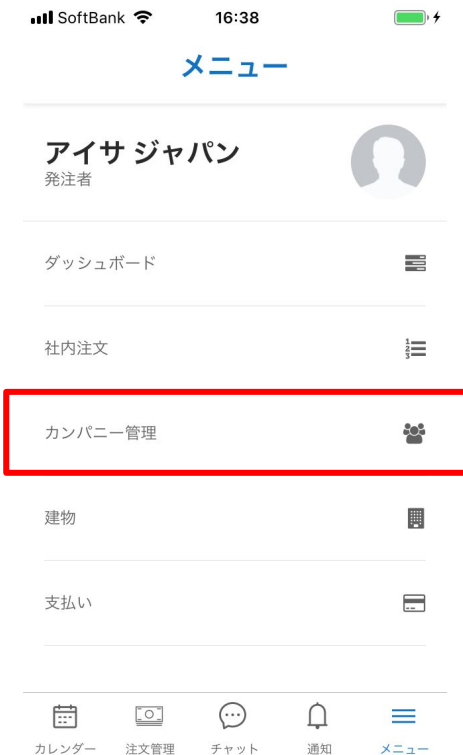 SoftBank 16:38
メニュー
アイサ ジャパン
発注者
ダッシュボード
社内注文
カンパニー管理
建物
支払い
カレンダー 注文管理 チャット 通知 メニュー